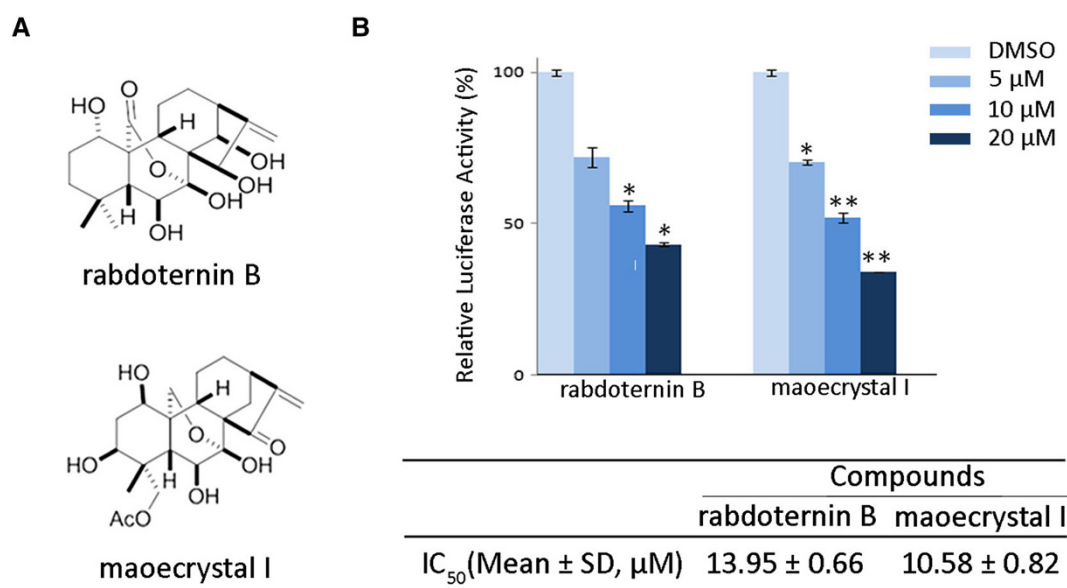 A
HO
O
H
O
OH
OH
OH
H
OH
rabdoternin B
HO
H
O
O
HO
H
OH
OH
AcO
maoecrystal I
B
DMSO
5 µM
10 µM
20 µM
Relative Luciferase Activity (%)
100
50
0
*
*
*
**
**
rabdoternin B
maoecrystal I
Compounds
rabdoternin B maoecrystal I
IC50(Mean ± SD, µM) 13.95 ± 0.66 10.58 ± 0.82